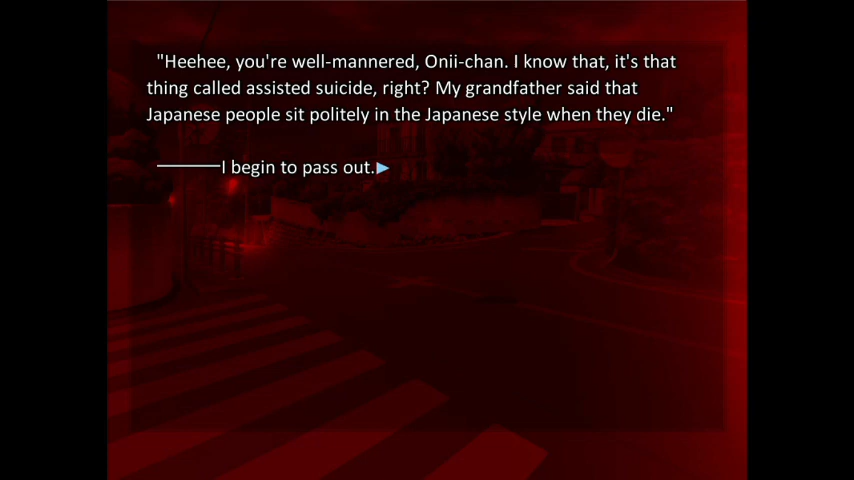 "Heehee, you're well-mannered, Onii-chan. I know that, it's that
thing called assisted suicide, right? My grandfather said that
Japanese people sit politely in the Japanese style when they die."
―――I begin to pass out.